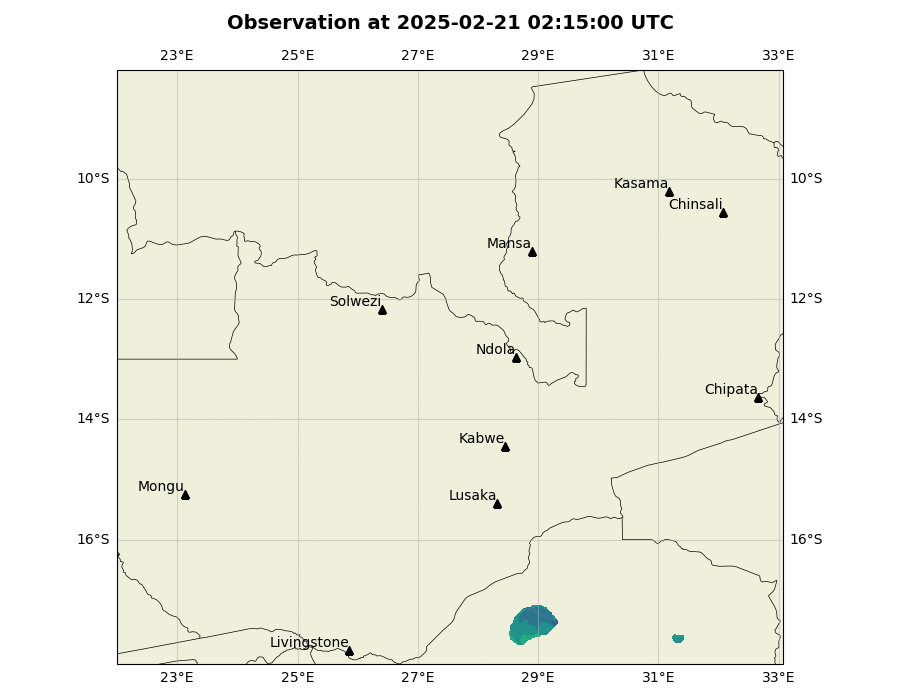 Observation at 2025-02-21 02:15:00 UTC
23°E 25°E 27°E 29°E 31°E 33°E
10°S 10°S
Kasama
Chinsali
Mansa
12°S 12°S
Solwezi
Ndola
Chipata
14°S 14°S
Kabwe
Mongu
Lusaka
16°S 16°S
Livingstone
23°E 25°E 27°E 29°E 31°E 33°E